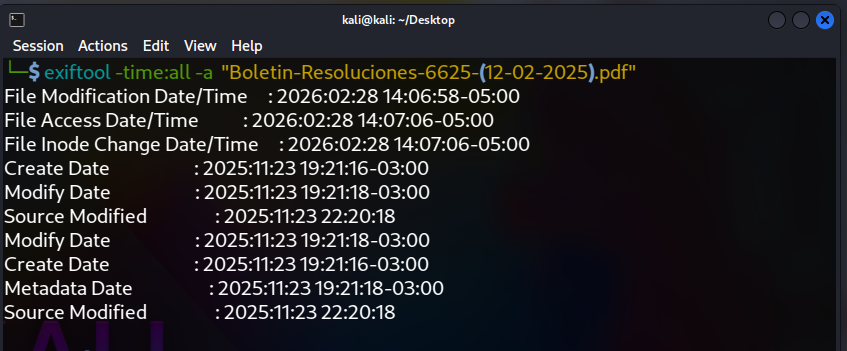 kali@kali: ~/Desktop
Session Actions Edit View Help
└─$ exiftool -time:all -a "Boletin-Resoluciones-6625-(12-02-2025).pdf"
File Modification Date/Time : 2026:02:28 14:06:58-05:00
File Access Date/Time : 2026:02:28 14:07:06-05:00
File Inode Change Date/Time : 2026:02:28 14:07:06-05:00
Create Date : 2025:11:23 19:21:16-03:00
Modify Date : 2025:11:23 19:21:18-03:00
Source Modified : 2025:11:23 22:20:18
Modify Date : 2025:11:23 19:21:18-03:00
Create Date : 2025:11:23 19:21:16-03:00
Metadata Date : 2025:11:23 19:21:18-03:00
Source Modified : 2025:11:23 22:20:18